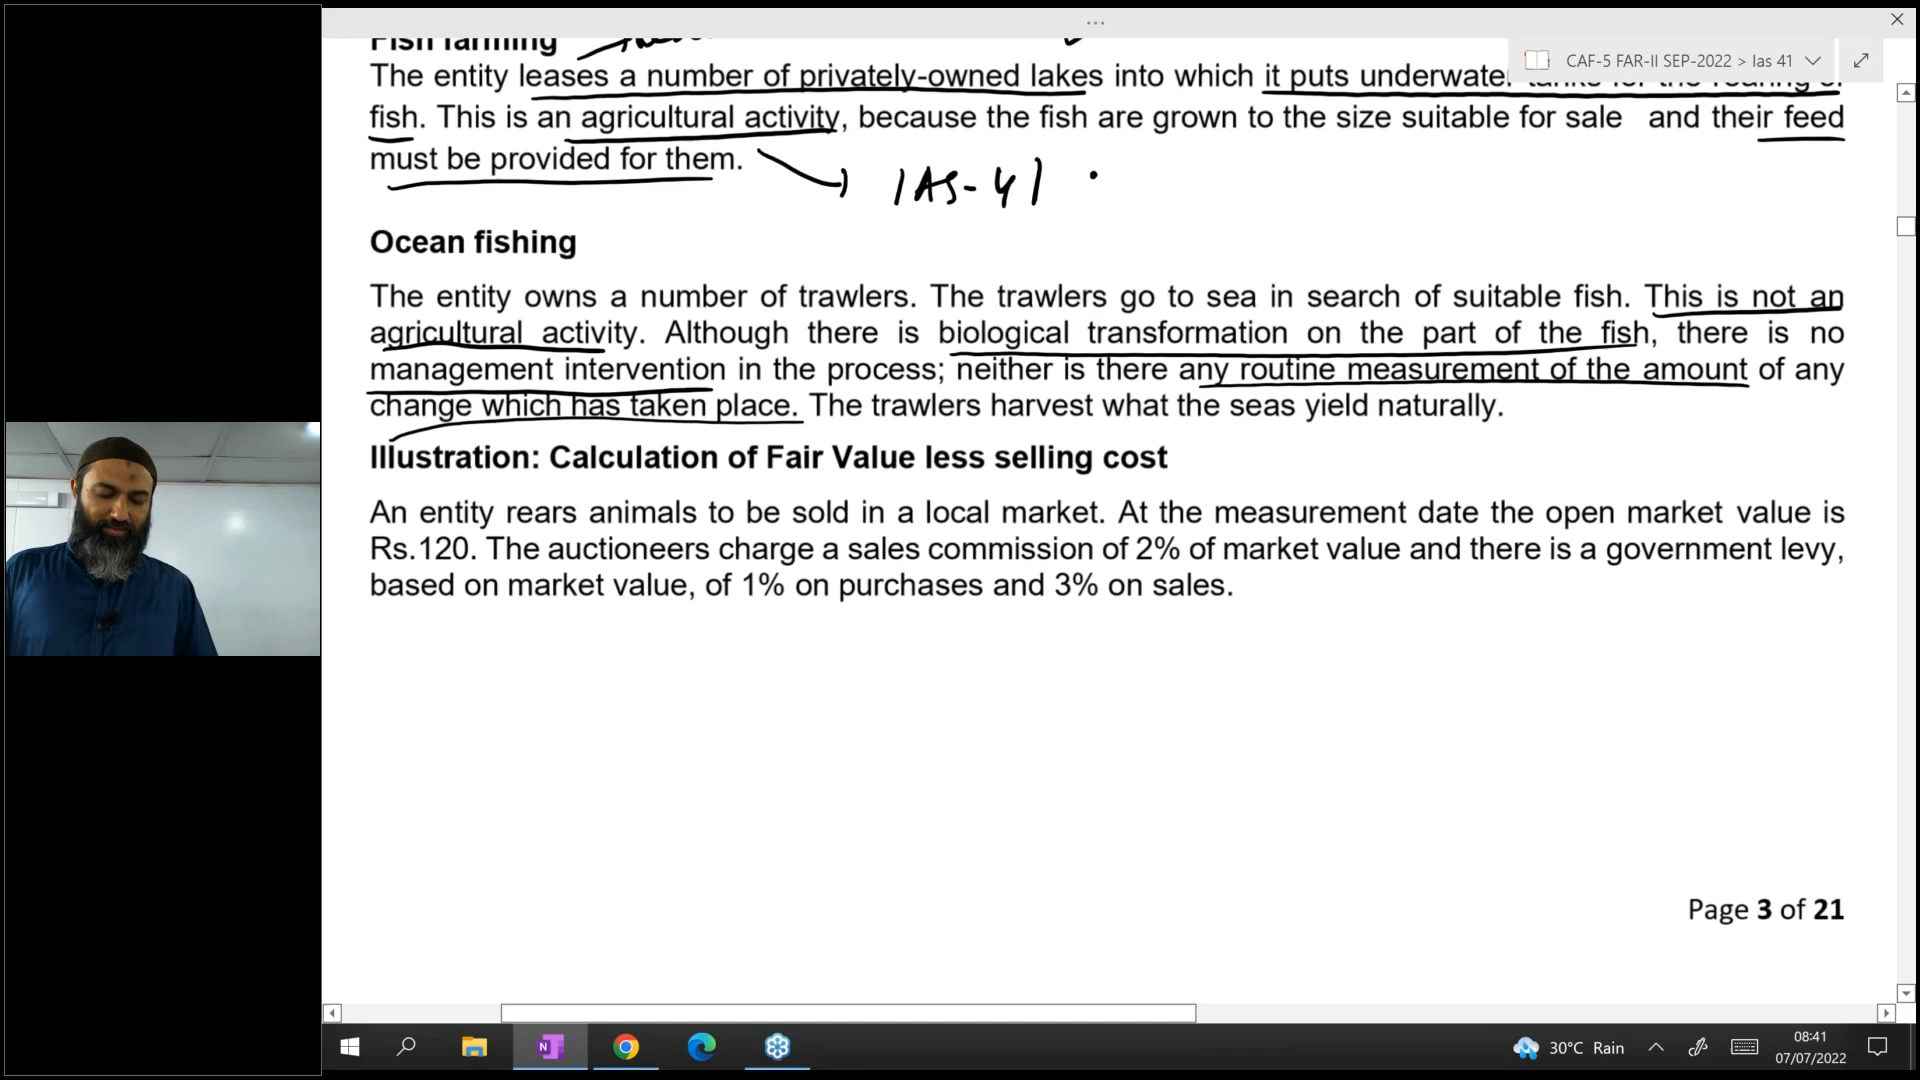 ...
Fish farming
CAF-5 FAR-II SEP-2022 > Ias 41
The entity leases a number of privately-owned lakes into which it puts underwater tanks for the rearing of
fish. This is an agricultural activity, because the fish are grown to the size suitable for sale and their feed
must be provided for them.
IAS-41
Ocean fishing
The entity owns a number of trawlers. The trawlers go to sea in search of suitable fish. This is not an
agricultural activity. Although there is biological transformation on the part of the fish, there is no
management intervention in the process; neither is there any routine measurement of the amount of any
change which has taken place. The trawlers harvest what the seas yield naturally.
Illustration: Calculation of Fair Value less selling cost
An entity rears animals to be sold in a local market. At the measurement date the open market value is
Rs.120. The auctioneers charge a sales commission of 2% of market value and there is a government levy,
based on market value, of 1% on purchases and 3% on sales.
Page 3 of 21
30°C Rain
08:41
07/07/2022